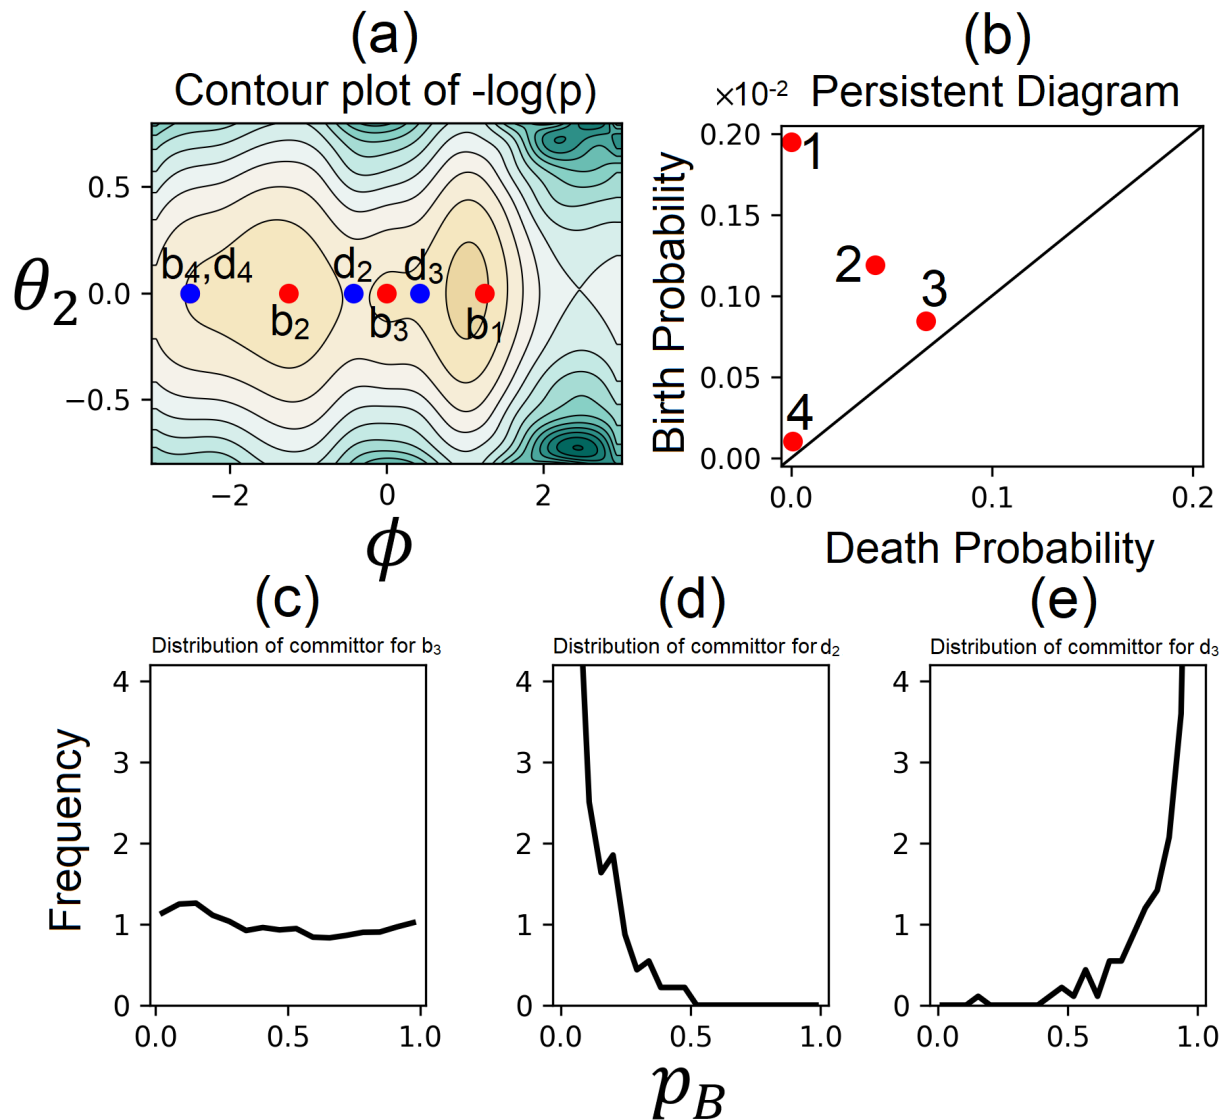 (a)
Contour plot of -log(p)
0.5
0.0
−0.5
θ2
b4,d4
b2
d2
b3
d3
b1
−2
0
2
ϕ
(b)
×10-2 Persistent Diagram
Birth Probability
0.20
0.15
0.10
0.05
0.00
1
2
3
4
0.0
0.1
0.2
Death Probability
(c)
Distribution of committor for b3
Frequency
4
3
2
1
0
0.0
0.5
1.0
(d)
Distribution of committor for d2
4
3
2
1
0
0.0
0.5
1.0
pB
(e)
Distribution of committor for d3
4
3
2
1
0
0.0
0.5
1.0